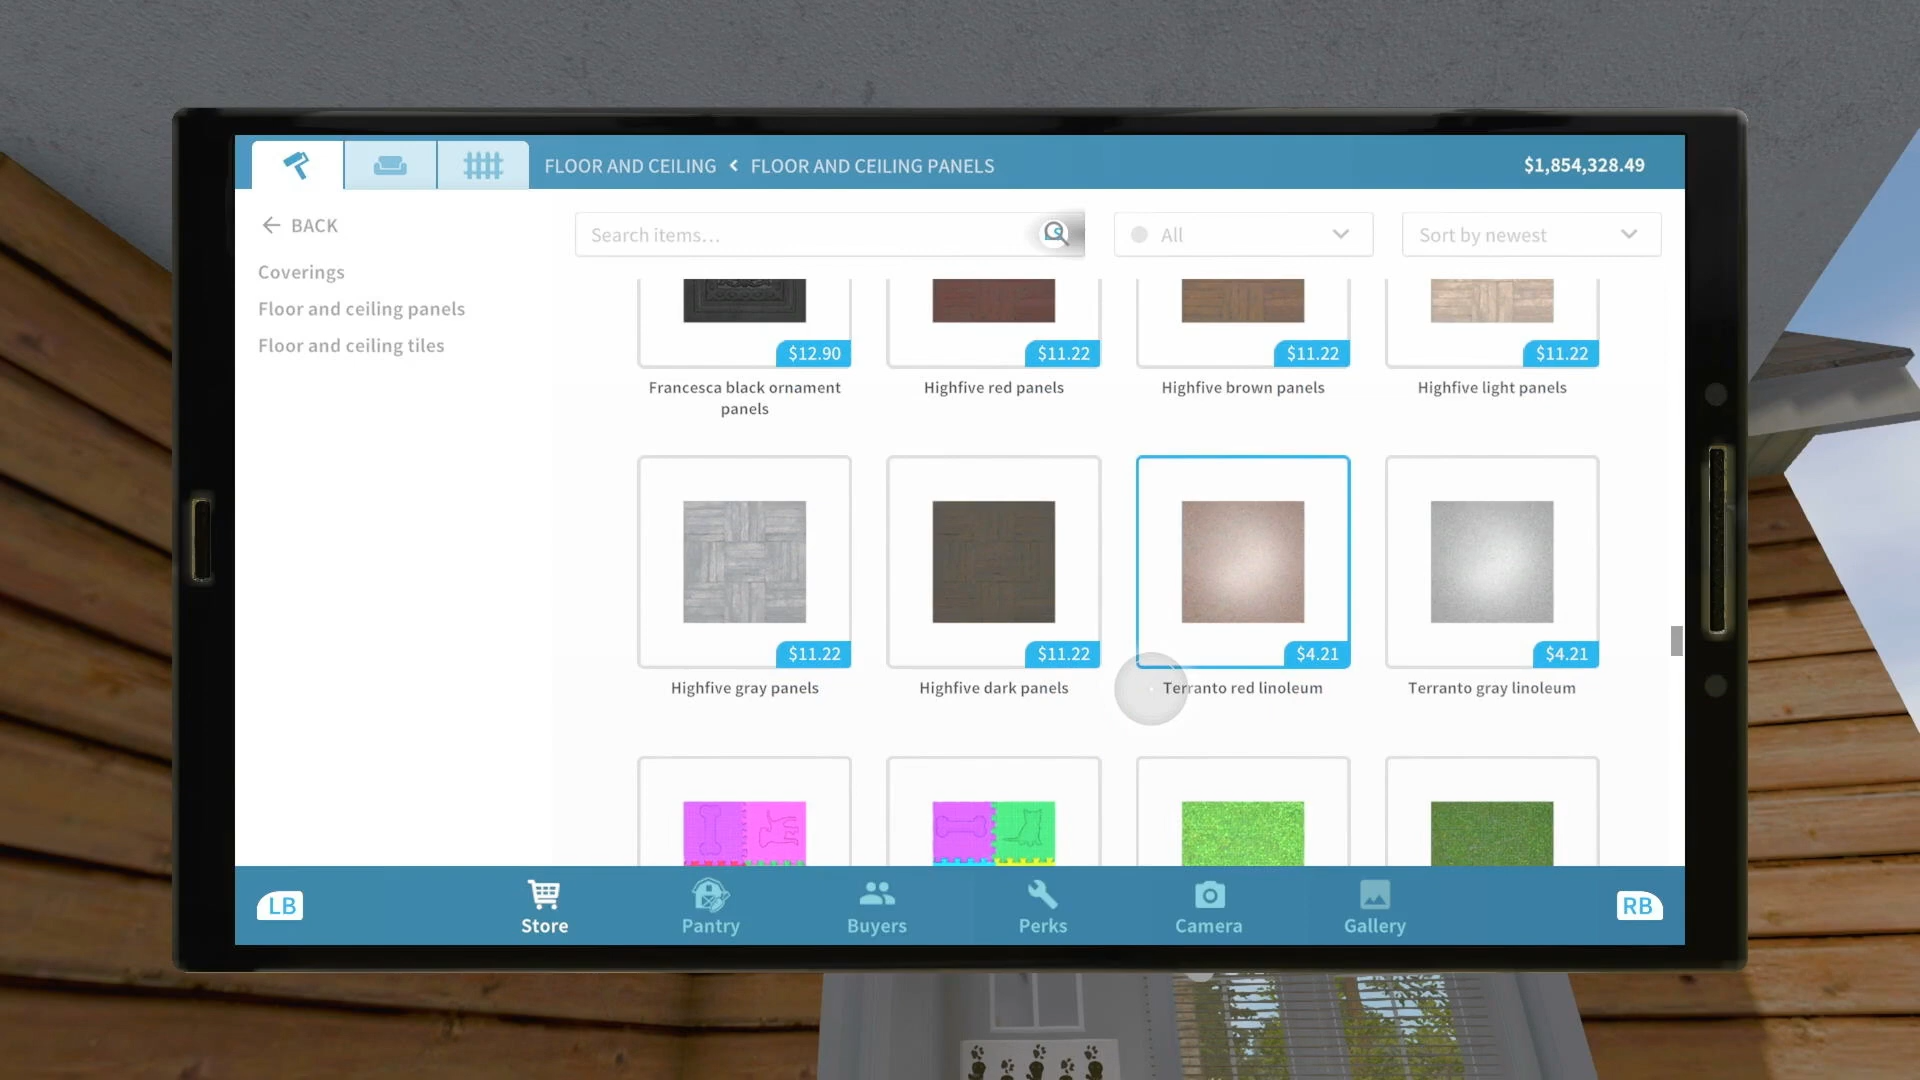 FLOOR AND CEILING < FLOOR AND CEILING PANELS
$1,854,328.49
BACK
Coverings
Floor and ceiling panels
Floor and ceiling tiles
Search items...
All
Sort by newest
$12.90
$11.22
$11.22
$11.22
Francesca black ornament
panels
Highfive red panels
Highfive brown panels
Highfive light panels
$11.22
$11.22
$4.21
$4.21
Highfive gray panels
Highfive dark panels
Terranto red linoleum
Terranto gray linoleum
LB
Store
Pantry
Buyers
Perks
Camera
Gallery
RB